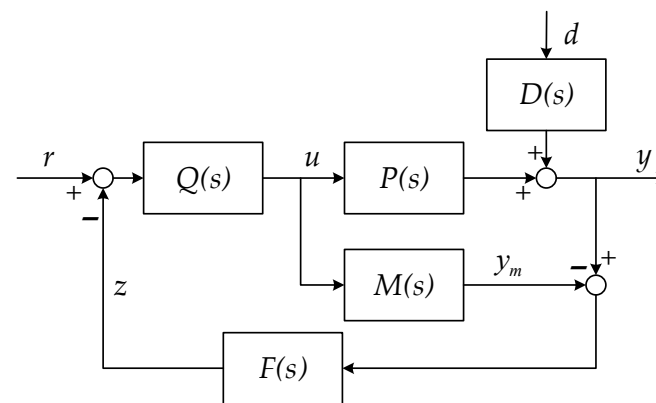 d
D(s)
r
+
−
Q(s)
u
P(s)
+
+
y
M(s)
y_m
−
+
z
F(s)